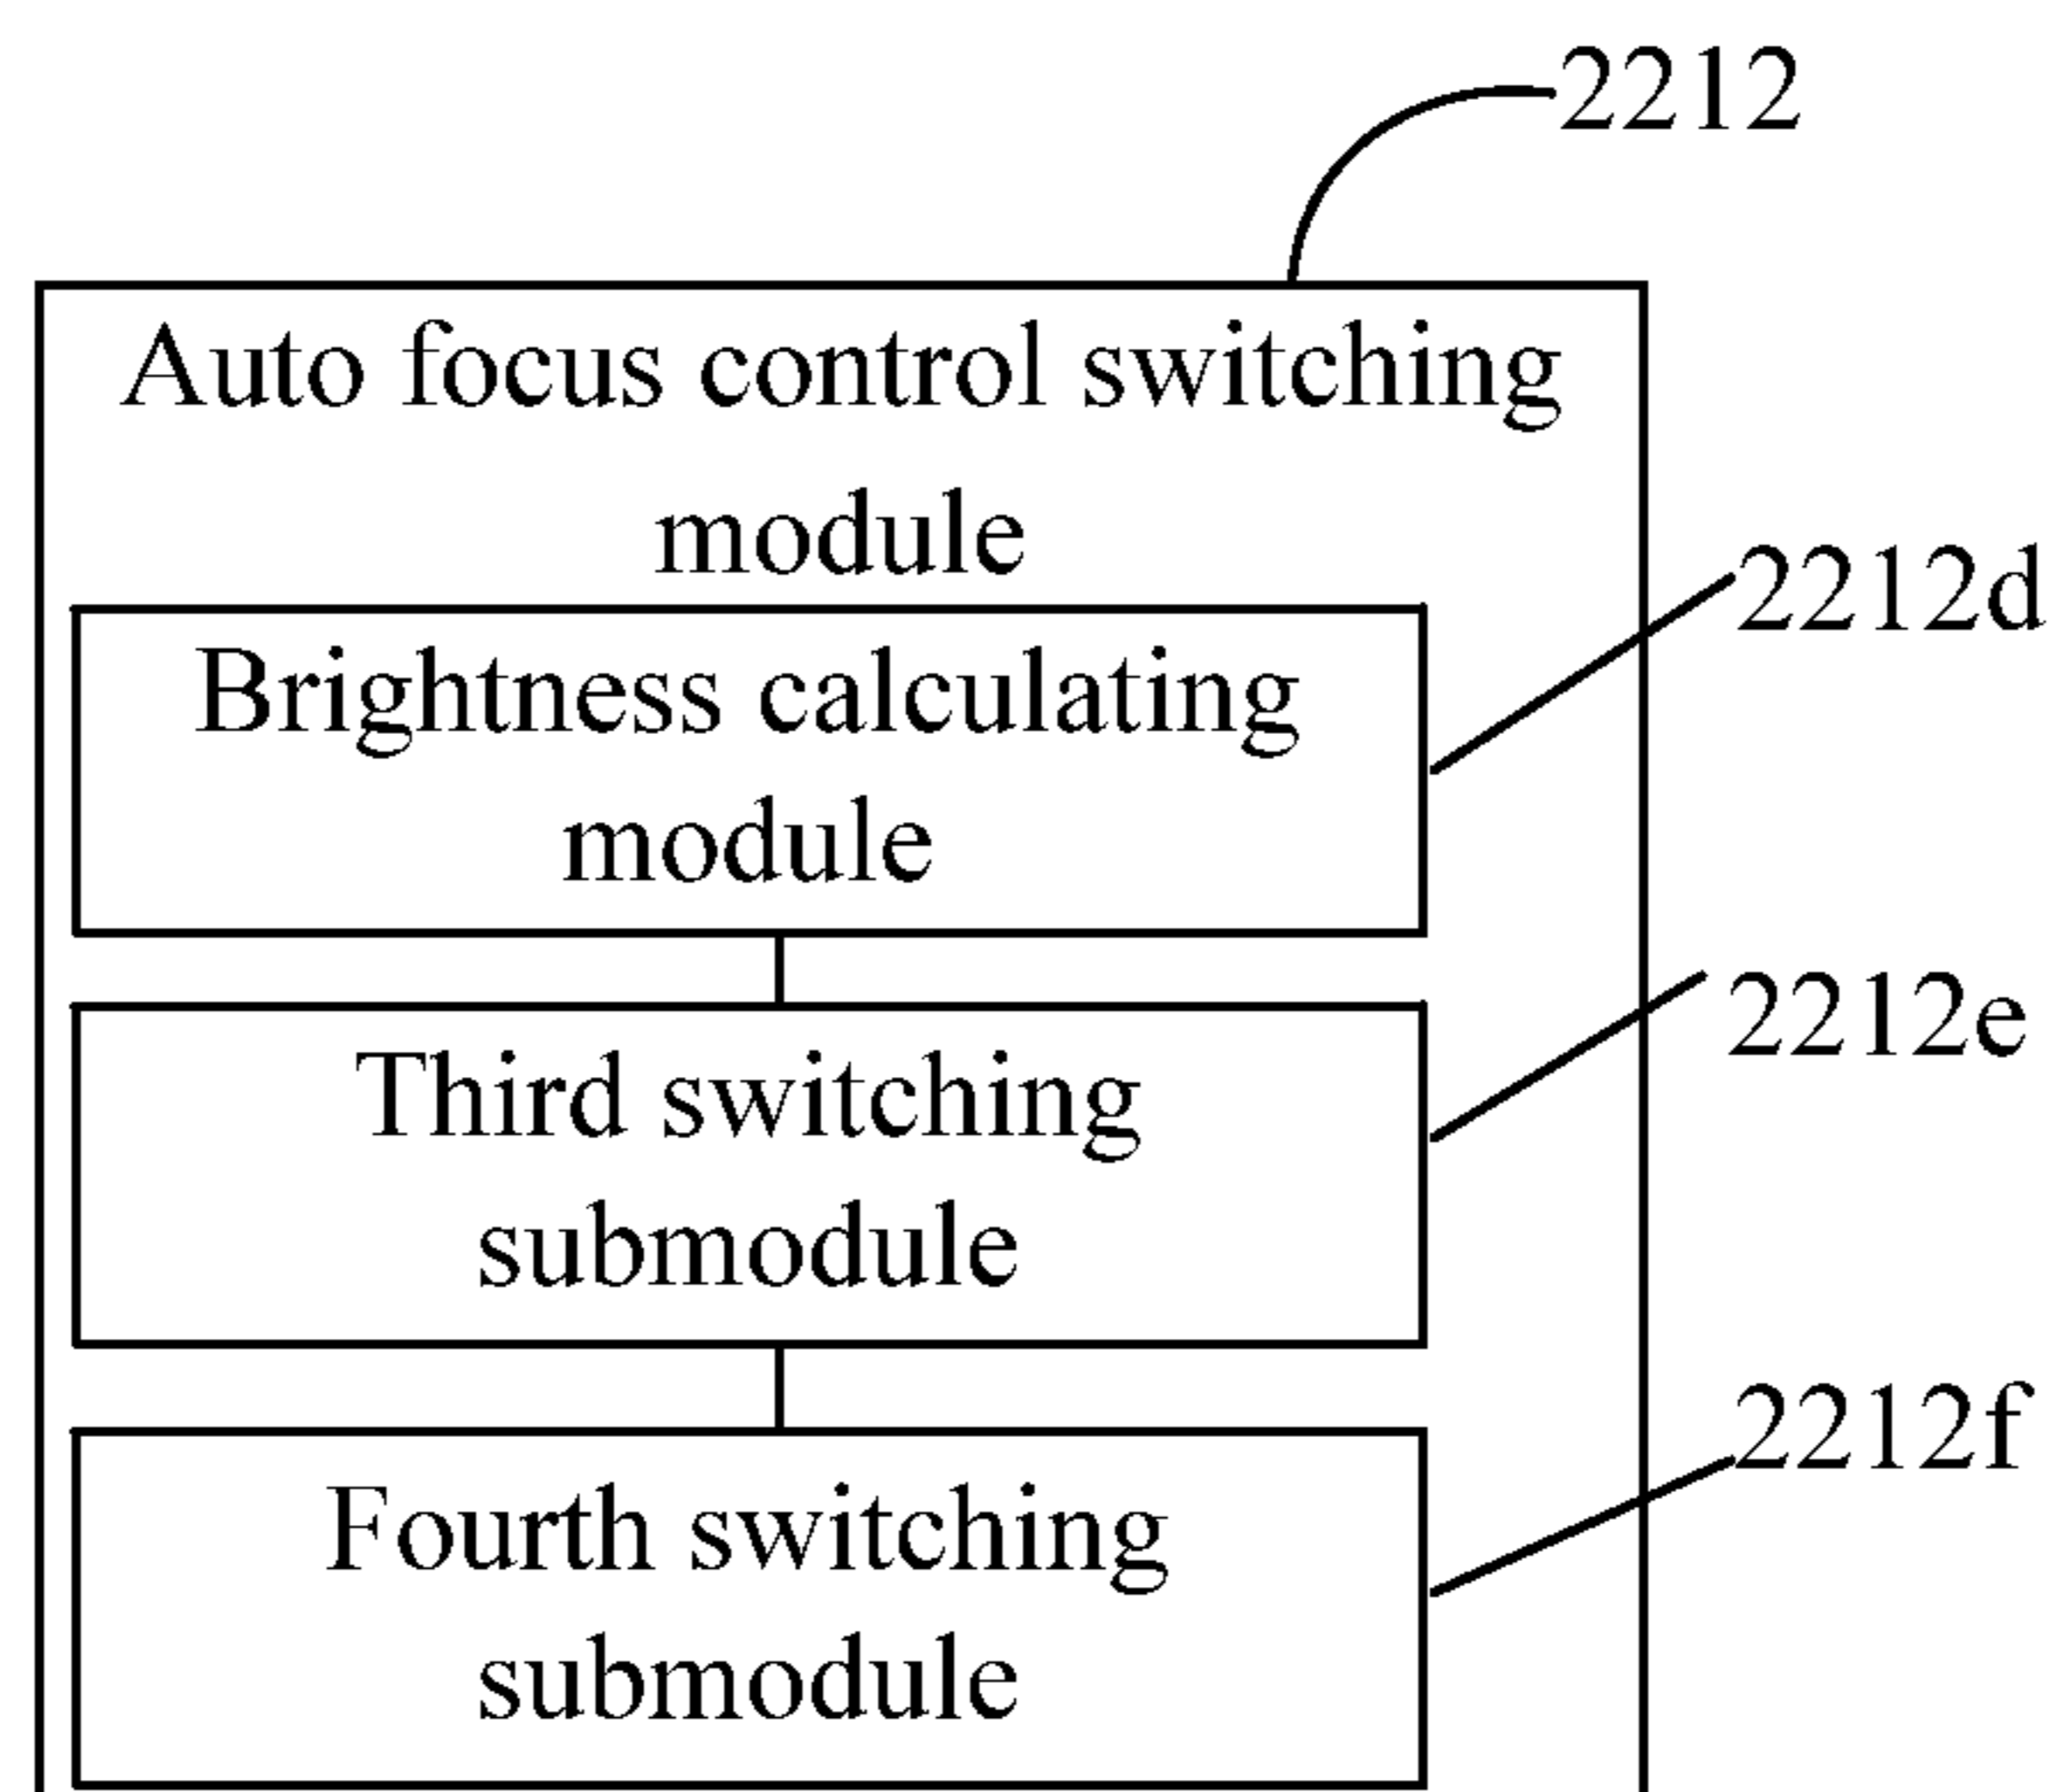 2212
Auto focus control switching
module
2212d
Brightness calculating
module
2212e
Third switching
submodule
2212f
Fourth switching
submodule